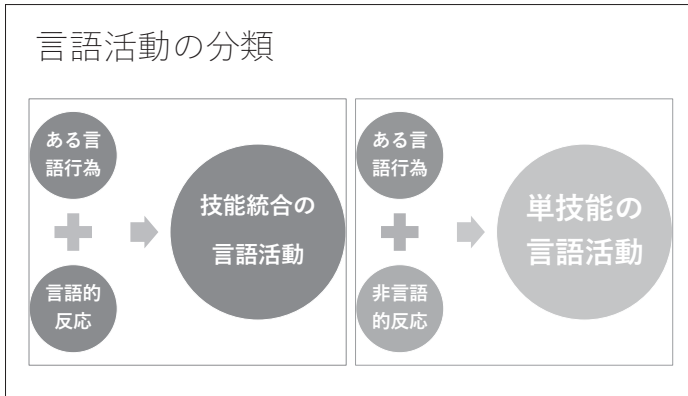 言語活動の分類
ある言
語行為
言語的
反応
技能統合の
言語活動
ある言
語行為
非言語
的反応
単技能の
言語活動